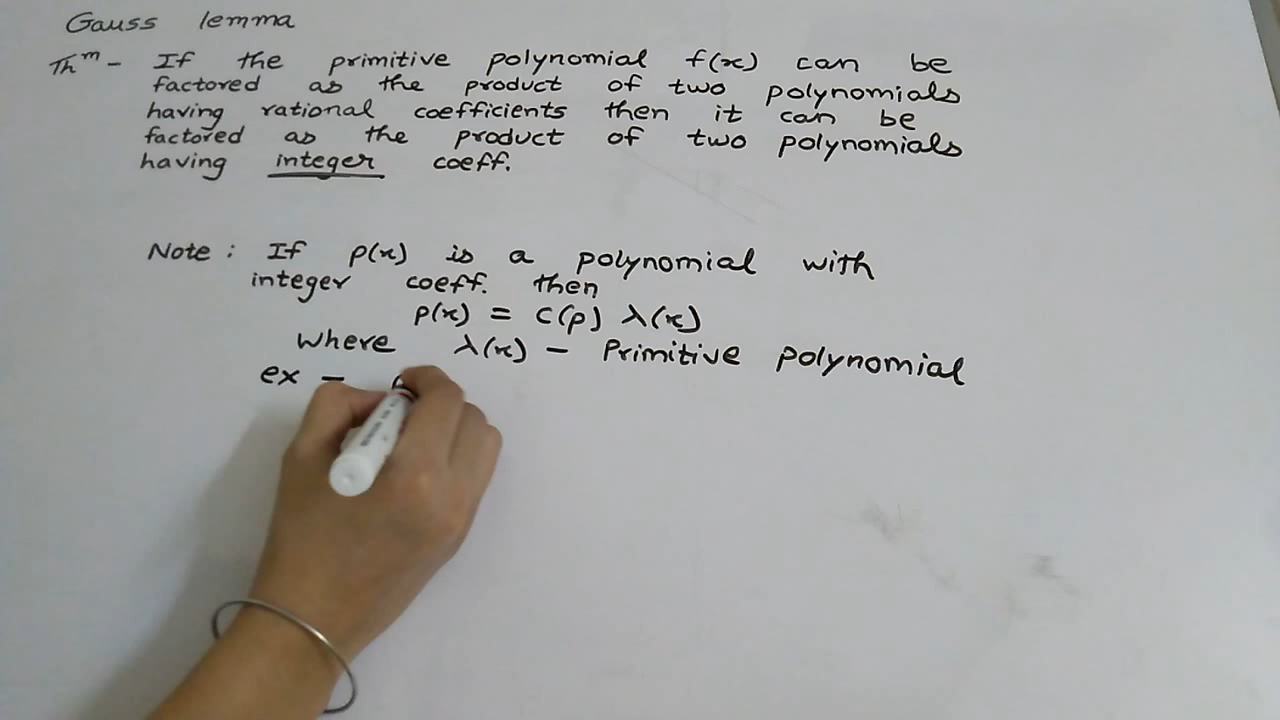 Gauss lemma
Th^m - If the primitive polynomial f(x) can be
factored as the product of two polynomials
having rational coefficients then it can be
factored as the product of two polynomials
having integer coeff.
Note : If p(x) is a polynomial with
integer coeff. then
p(x) = C(p) λ(x)
where λ(x) - Primitive polynomial
ex -